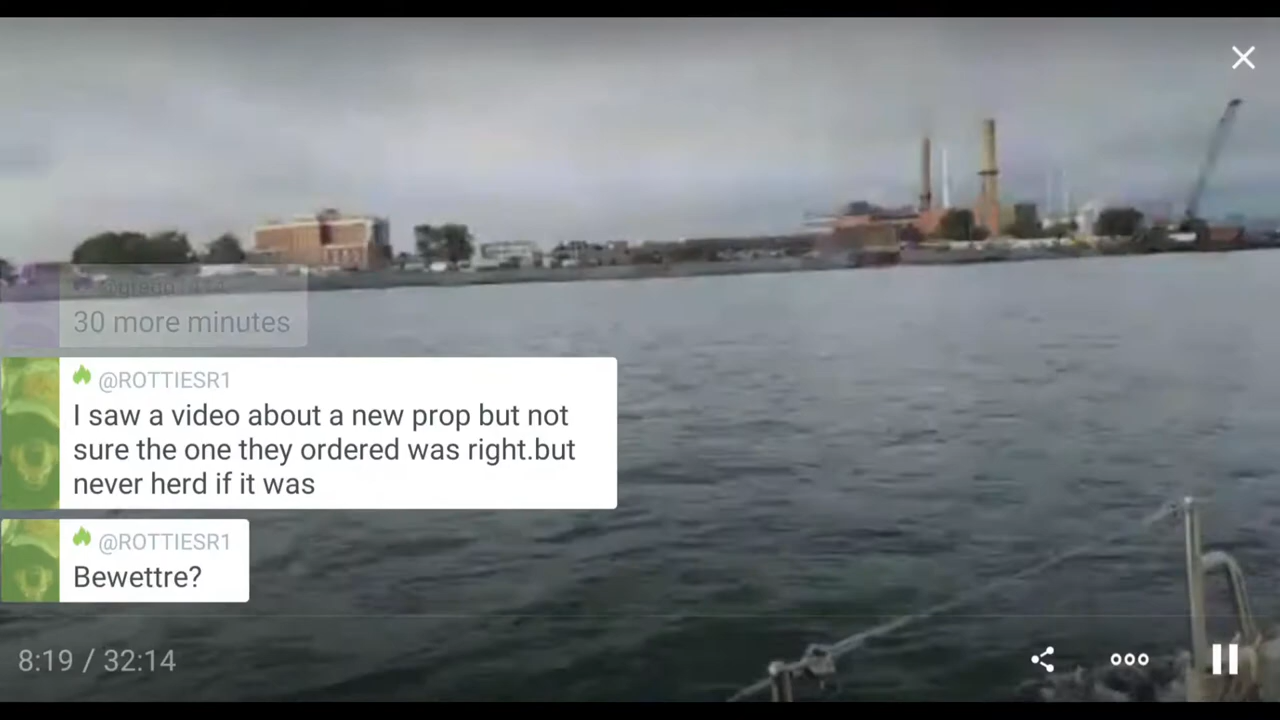 30 more minutes
@ROTTIESR1
I saw a video about a new prop but not
sure the one they ordered was right.but
never herd if it was
@ROTTIESR1
Bewettre?
8:19 / 32:14